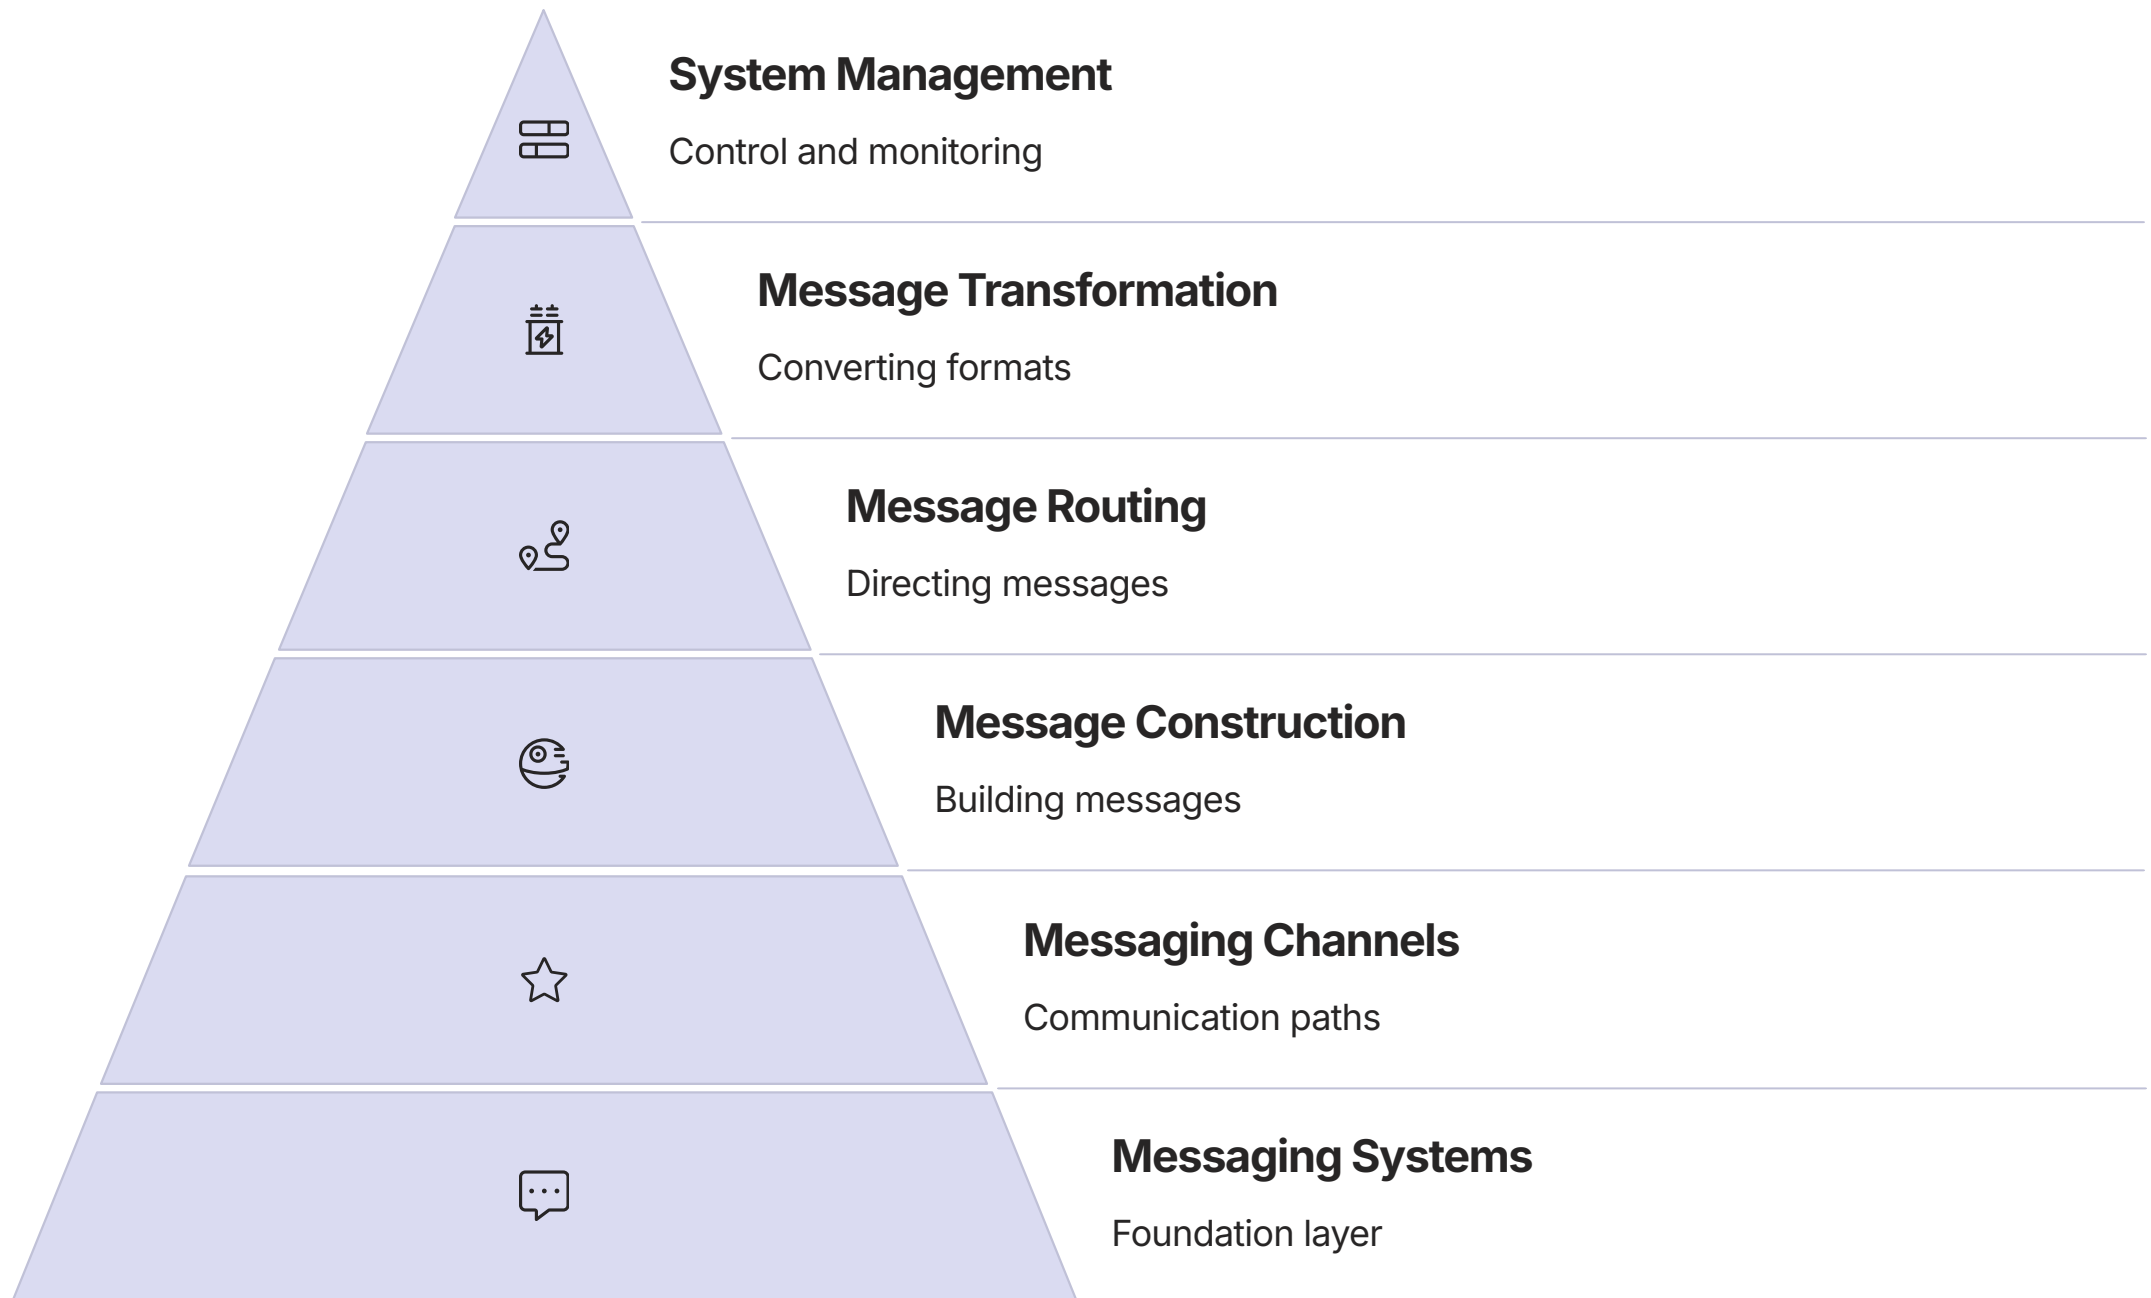 System Management
Control and monitoring
Message Transformation
Converting formats
Message Routing
Directing messages
Message Construction
Building messages
Messaging Channels
Communication paths
Messaging Systems
Foundation layer